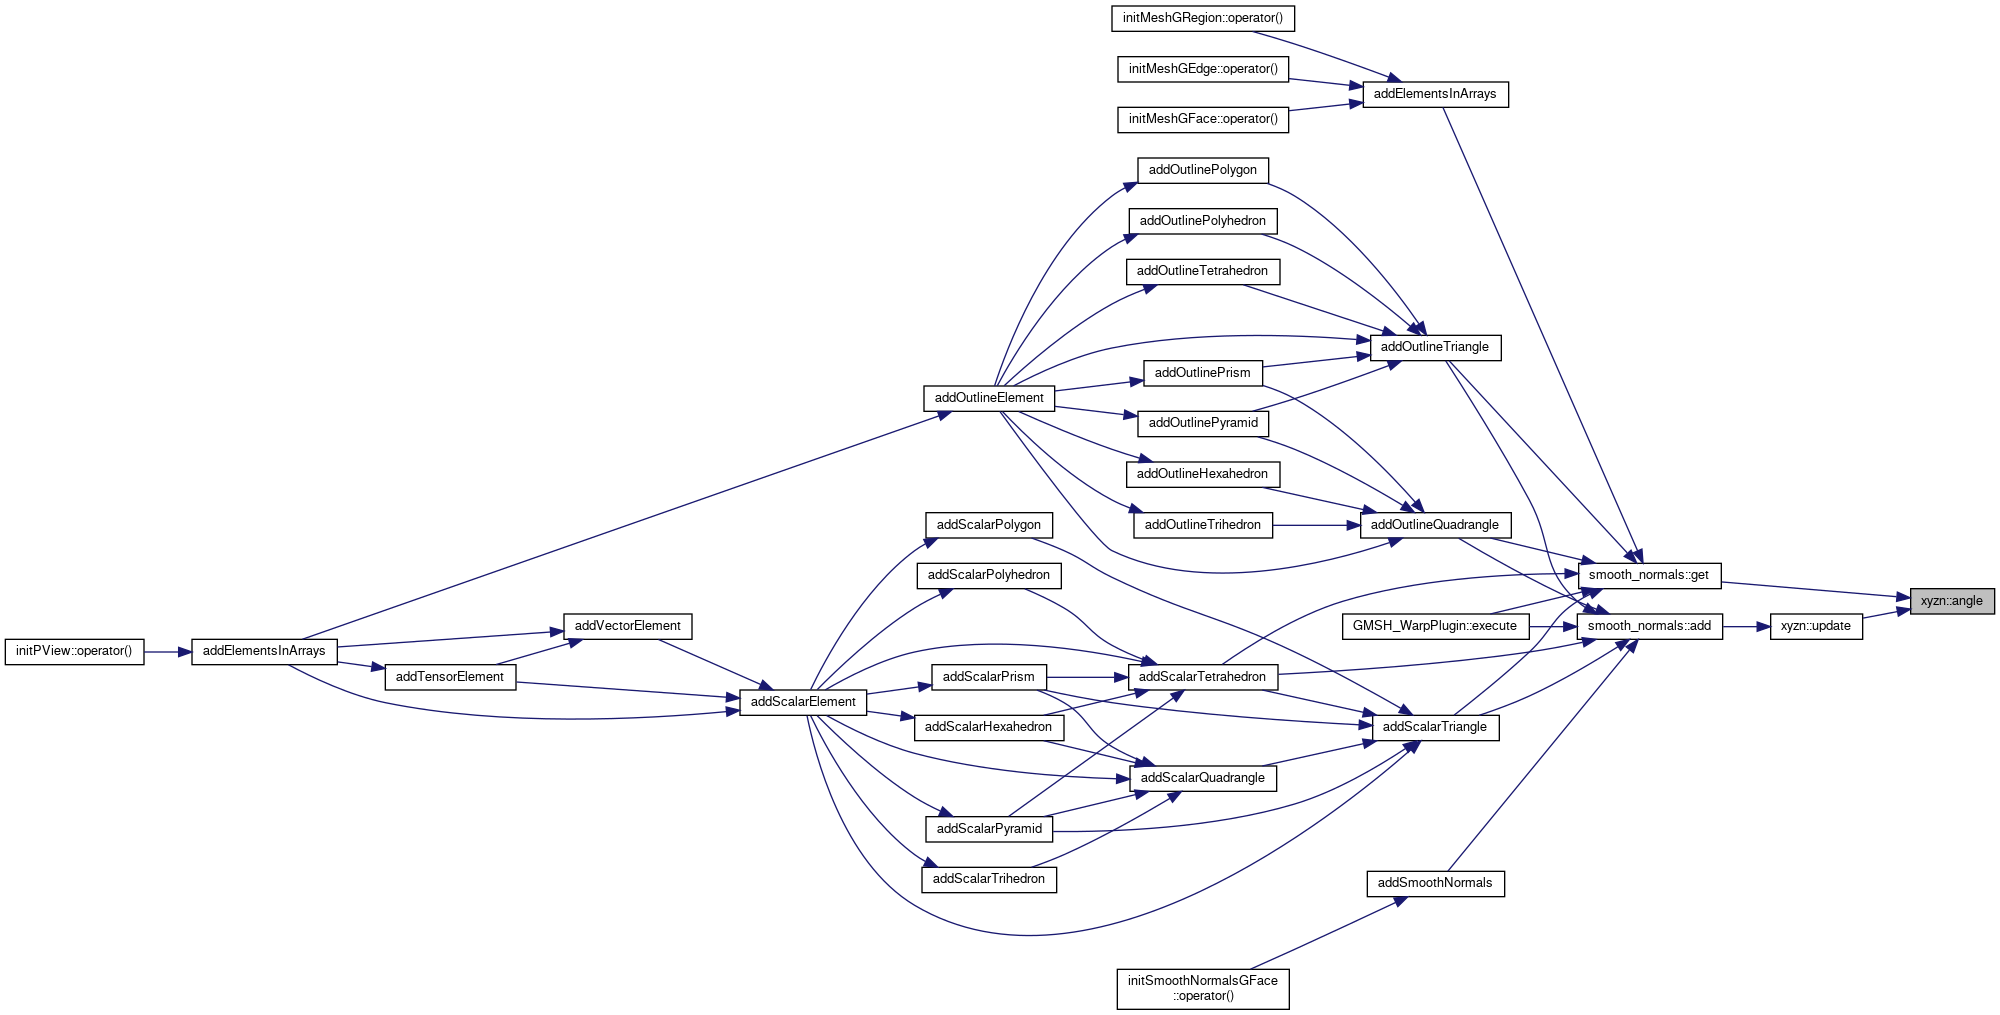 initMeshGRegion::operator()
initMeshGEdge::operator()
addElementsInArrays
initMeshGFace::operator()
addOutlinePolygon
addOutlinePolyhedron
addOutlineTetrahedron
addOutlineTriangle
addOutlinePrism
addOutlineElement
addOutlinePyramid
addOutlineHexahedron
addScalarPolygon
addOutlineTrihedron
addOutlineQuadrangle
addScalarPolyhedron
smooth_normals::get
xyzn::angle
addVectorElement
GMSH_WarpPlugin::execute
smooth_normals::add
xyzn::update
initPView::operator()
addElementsInArrays
addTensorElement
addScalarPrism
addScalarTetrahedron
addScalarElement
addScalarHexahedron
addScalarTriangle
addScalarQuadrangle
addScalarPyramid
addScalarTrihedron
addSmoothNormals
initSmoothNormalsGFace
::operator()